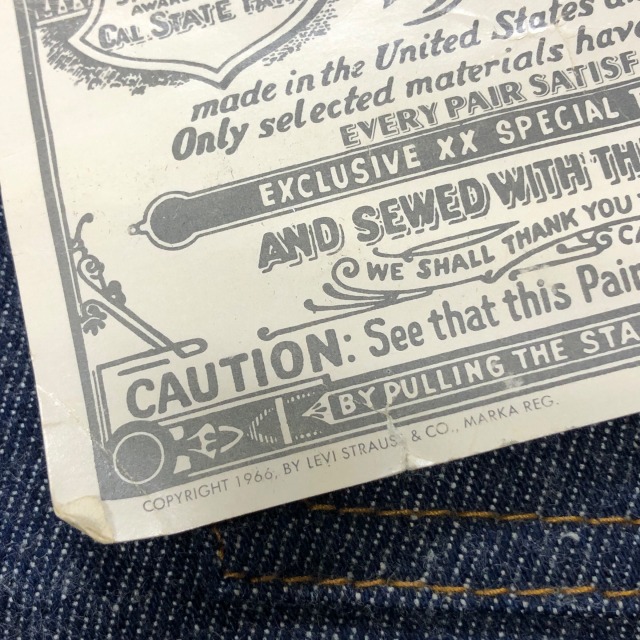 CAL STATE FAIR
made in the United States
Only selected materials have
EVERY PAIR SATISF
EXCLUSIVE XX SPECIAL T
AND SEWED WITH TH
WE SHALL THANK YOU
CA
CAUTION: See that this Pair
BY PULLING THE STA
COPYRIGHT 1966, BY LEVI STRAUSS & CO., MARKA REG.